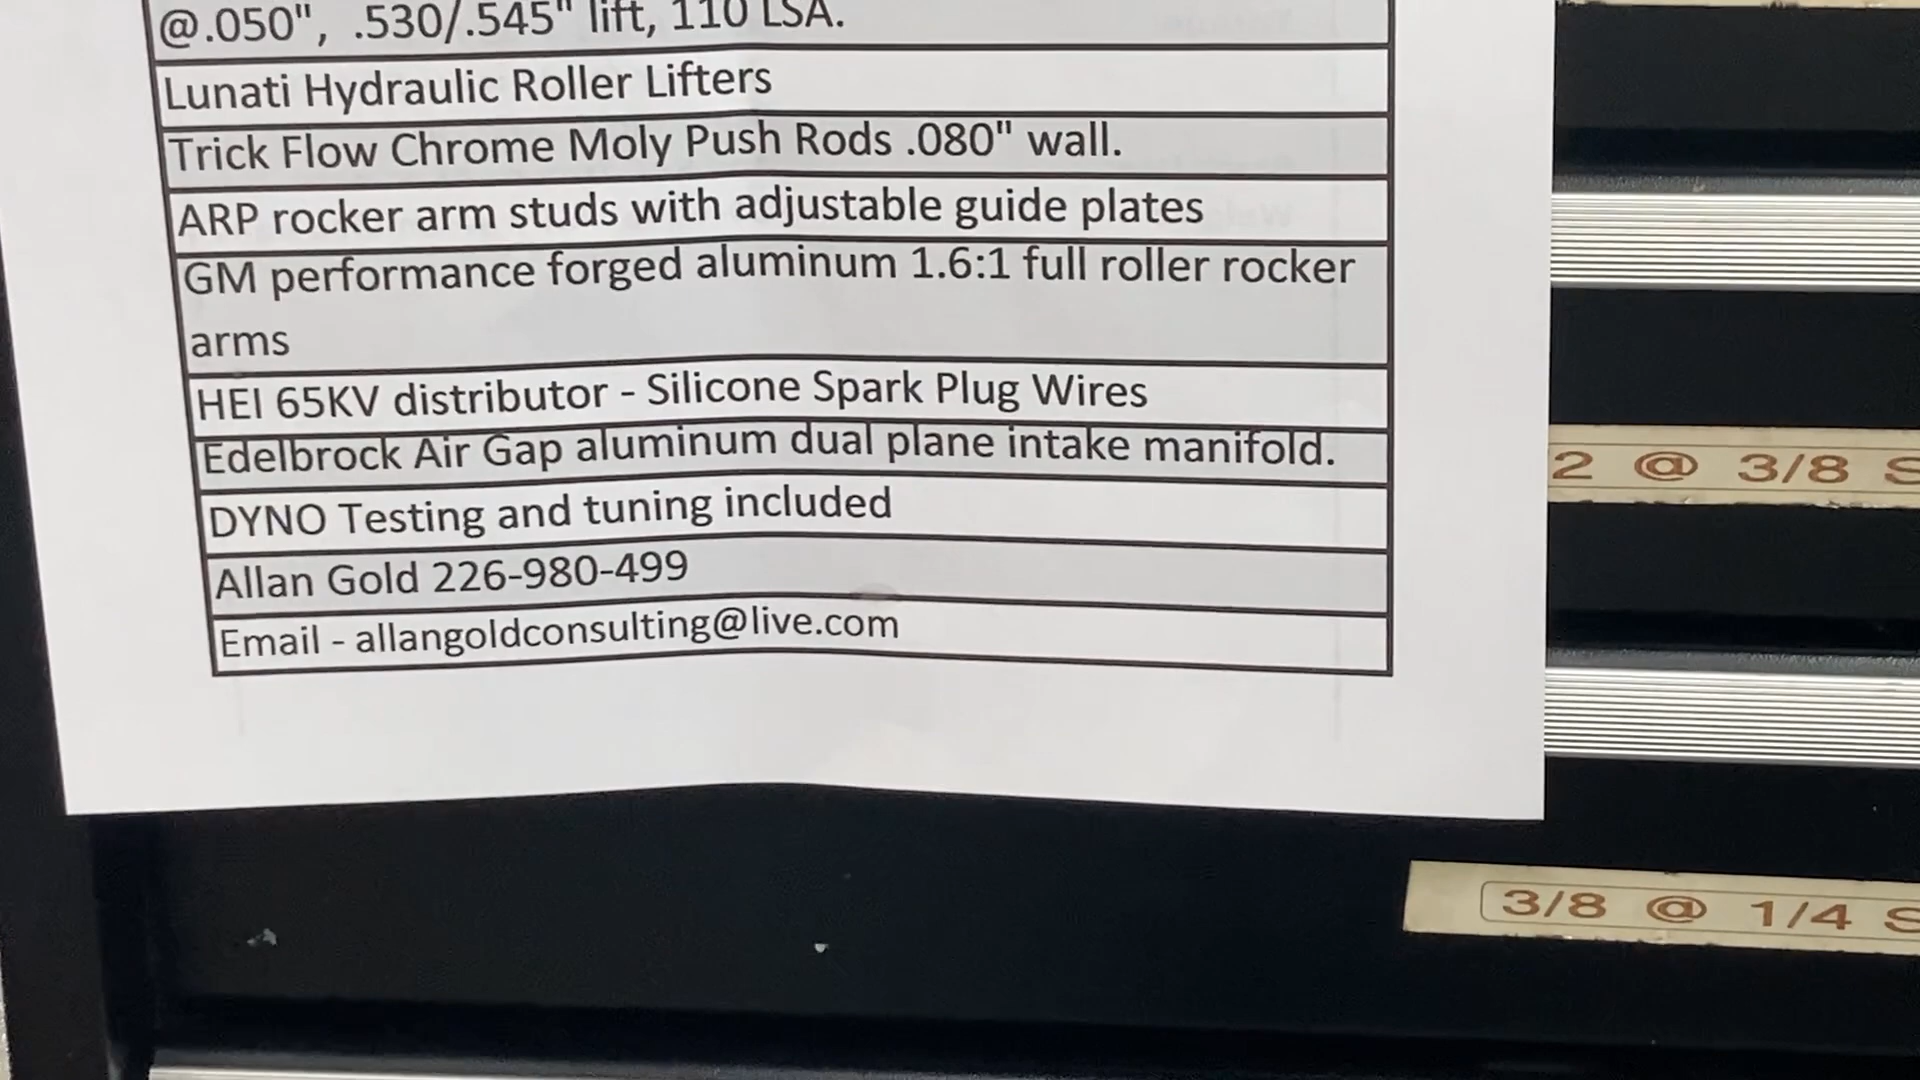 @.050", .530/.545" lift, 110 LSA.
Lunati Hydraulic Roller Lifters
Trick Flow Chrome Moly Push Rods .080" wall.
ARP rocker arm studs with adjustable guide plates
GM performance forged aluminum 1.6:1 full roller rocker
arms
HEI 65KV distributor - Silicone Spark Plug Wires
Edelbrock Air Gap aluminum dual plane intake manifold.
DYNO Testing and tuning included
Allan Gold 226-980-499
Email - allangoldconsulting@live.com
2 @ 3/8 S
3/8 @ 1/4 S